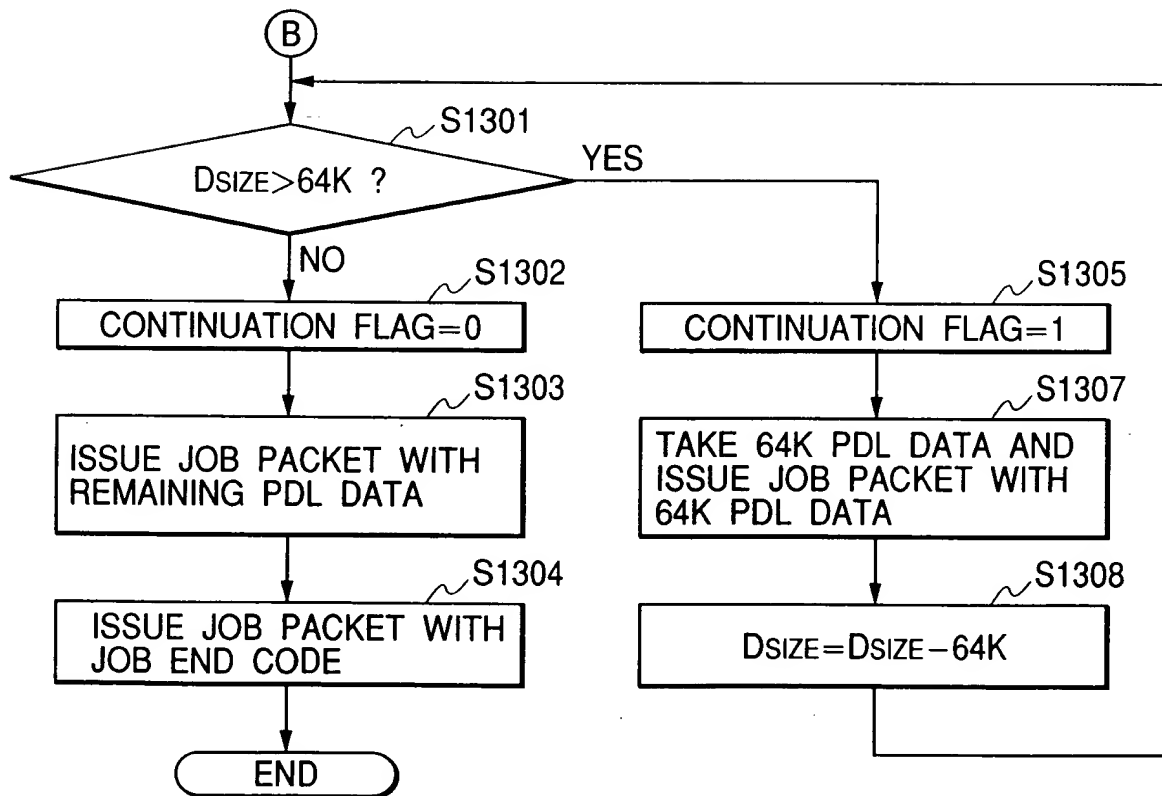 B
S1301
DSIZE>64K ?
YES
NO
S1302
CONTINUATION FLAG=0
S1303
ISSUE JOB PACKET WITH
REMAINING PDL DATA
S1304
ISSUE JOB PACKET WITH
JOB END CODE
END
S1305
CONTINUATION FLAG=1
S1307
TAKE 64K PDL DATA AND
ISSUE JOB PACKET WITH
64K PDL DATA
S1308
DSIZE=DSIZE−64K